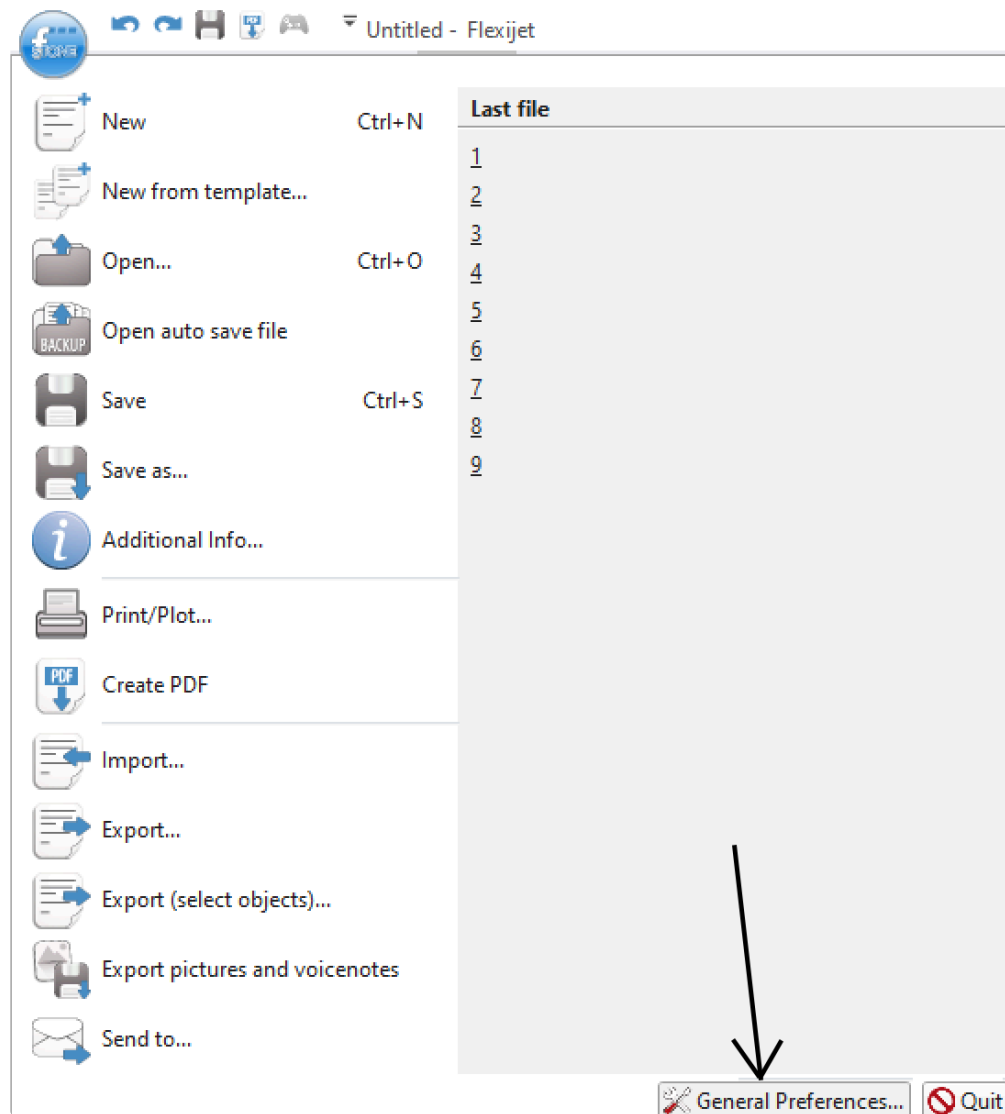 Untitled - Flexijet
f
STONE
New Ctrl+N
New from template...
Open... Ctrl+O
BACKUP
Open auto save file
Save Ctrl+S
Save as...
i
Additional Info...
Print/Plot...
PDF
Create PDF
Import...
Export...
Export (select objects)...
Export pictures and voicenotes
Send to...
Last file
1
2
3
4
5
6
7
8
9
General Preferences... Quit